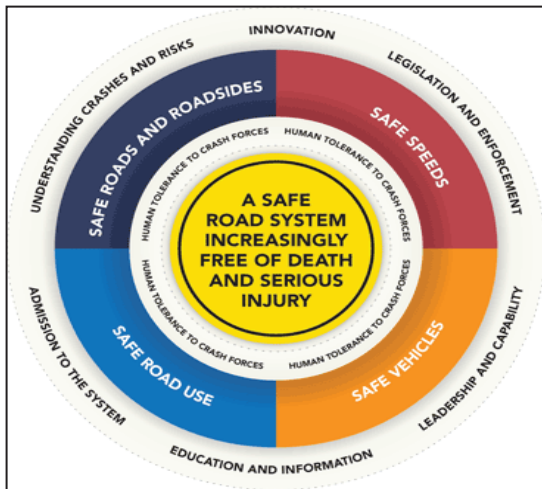 INNOVATION
UNDERSTANDING CRASHES AND RISKS
LEGISLATION AND ENFORCEMENT
SAFE ROADS AND ROADSIDES
SAFE SPEEDS
HUMAN TOLERANCE TO CRASH FORCES
HUMAN TOLERANCE TO CRASH FORCES
A SAFE
ROAD SYSTEM
INCREASINGLY
FREE OF DEATH
AND SERIOUS
INJURY
HUMAN TOLERANCE TO CRASH FORCES
HUMAN TOLERANCE TO CRASH FORCES
SAFE ROAD USE
SAFE VEHICLES
ADMISSION TO THE SYSTEM
LEADERSHIP AND CAPABILITY
EDUCATION AND INFORMATION